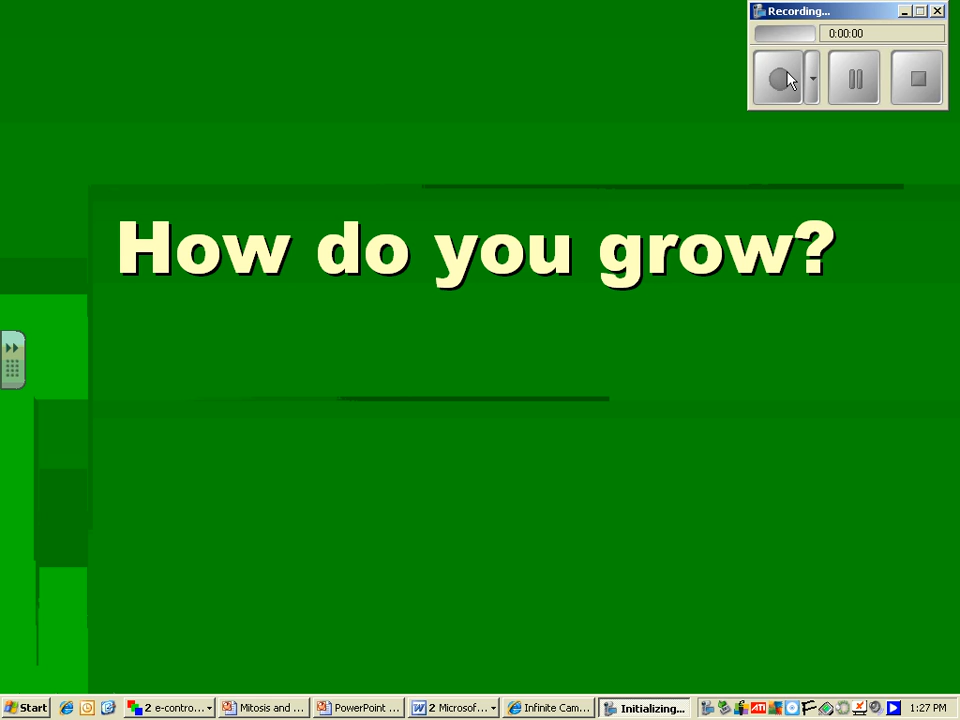 Recording...
0:00:00
How do you grow?
Start
2 e-contro...
Mitosis and ...
PowerPoint ...
2 Microsof...
Infinite Cam...
Initializing...
ATI
1:27 PM